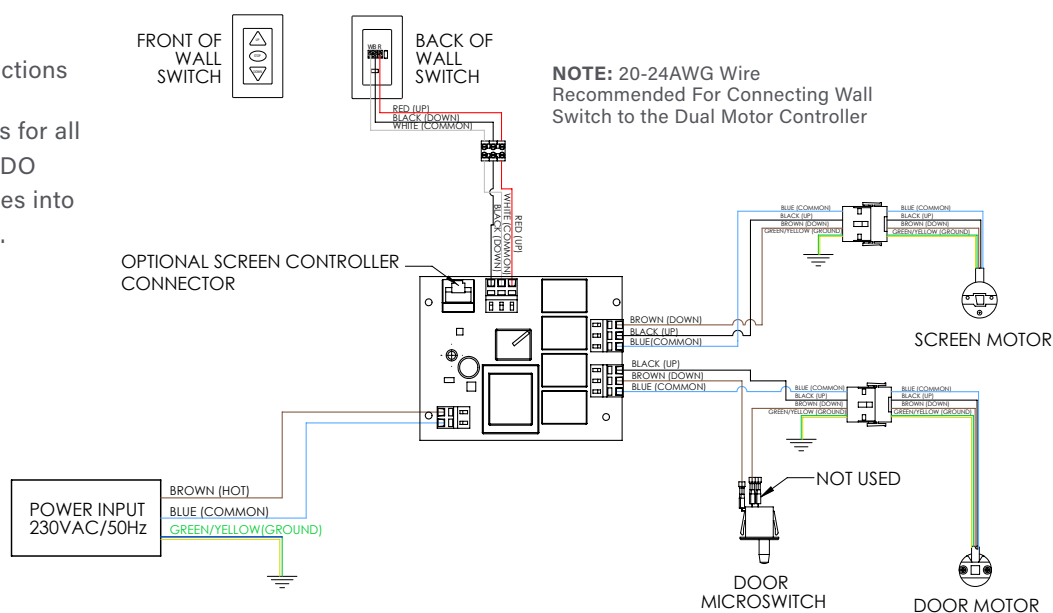 FRONT OF
WALL
SWITCH
BACK OF
WALL
SWITCH
WB R
ctions
s for all
DO
es into
.
NOTE: 20-24AWG Wire
Recommended For Connecting Wall
Switch to the Dual Motor Controller
RED (UP)
BLACK (DOWN)
WHITE (COMMON)
RED (UP)
WHITE (COMMON)
BLACK (DOWN)
OPTIONAL SCREEN CONTROLLER
CONNECTOR
BLUE (COMMON)
BLACK (UP)
BROWN (DOWN)
GREEN/YELLOW (GROUND)
BLUE (COMMON)
BLACK (UP)
BROWN (DOWN)
GREEN/YELLOW (GROUND)
SCREEN MOTOR
BROWN (DOWN)
BLACK (UP)
BLUE(COMMON)
BLACK (UP)
BROWN (DOWN)
BLUE (COMMON)
BLUE (COMMON)
BLACK (UP)
BROWN (DOWN)
GREEN/YELLOW (GROUND)
BLUE (COMMON)
BLACK (UP)
BROWN (DOWN)
GREEN/YELLOW (GROUND)
NOT USED
POWER INPUT
230VAC/50Hz
BROWN (HOT)
BLUE (COMMON)
GREEN/YELLOW(GROUND)
DOOR
MICROSWITCH
DOOR MOTOR